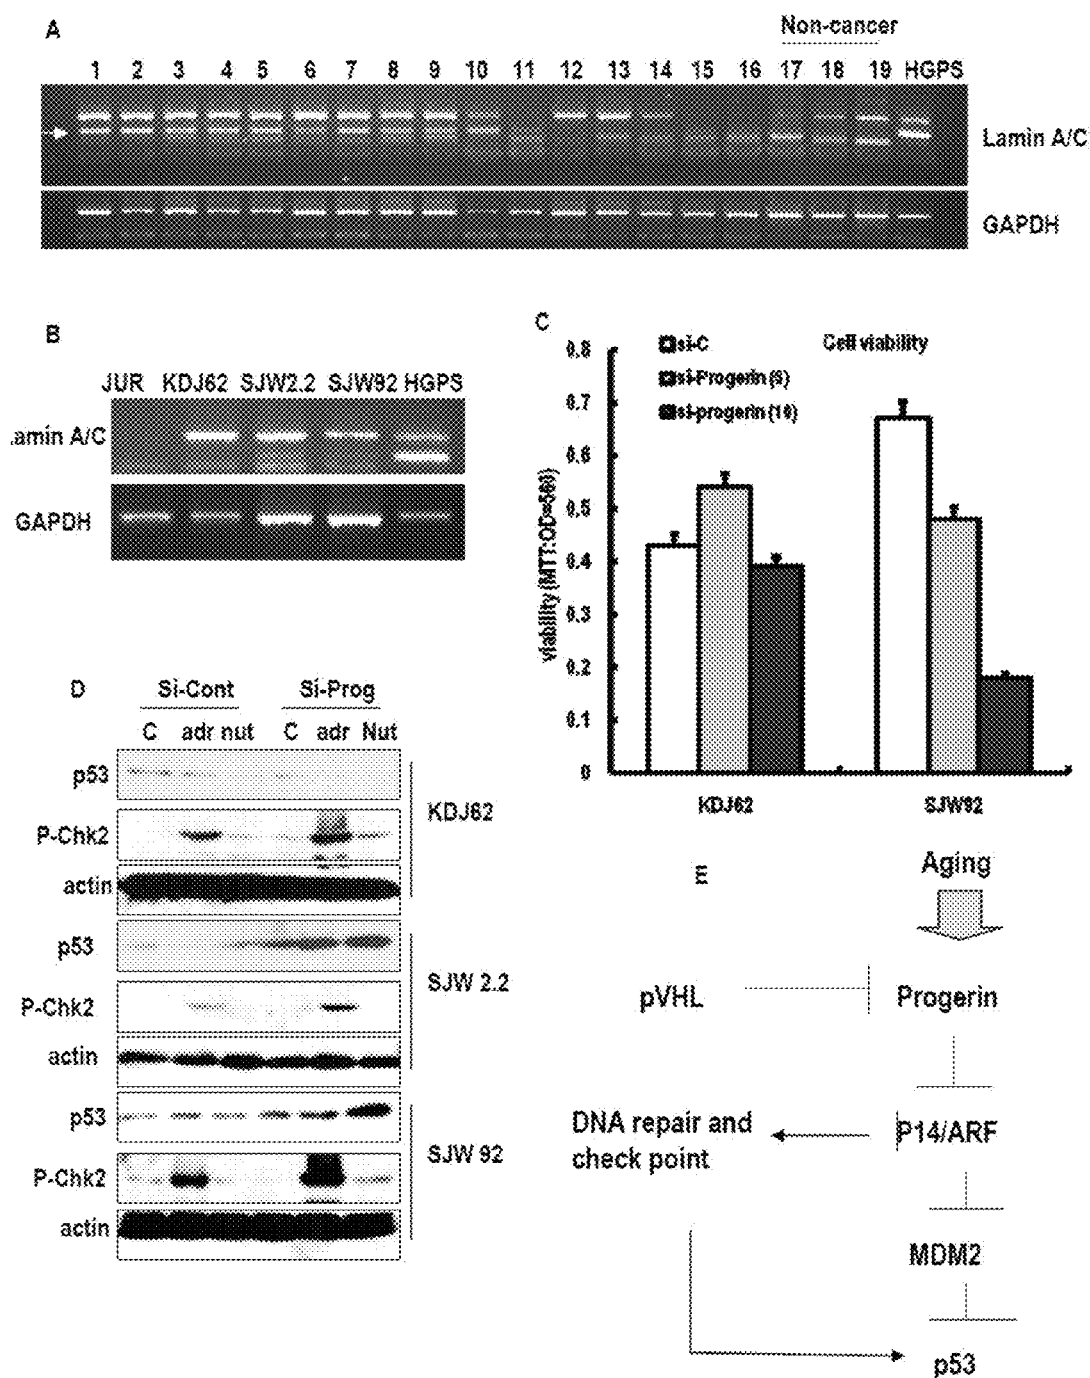 A
Non-cancer
1 2 3 4 5 6 7 8 9 10 11 12 13 14 15 16 17 18 19 HGPS
Lamin A/C
GAPDH
B
JUR KDJ62 SJW2.2 SJW92 HGPS
.amin A/C
GAPDH
C
Cell viability
si-C
si-Progerin (5)
si-progerin (10)
viability (MTT:OD=560)
0.8
0.7
0.6
0.5
0.4
0.3
0.2
0.1
0
KDJ62 SJW92
D
Si-Cont Si-Prog
C adr nut C adr Nut
p53
P-Chk2
actin
KDJ62
p53
P-Chk2
actin
SJW 2.2
p53
P-Chk2
actin
SJW 92
E
Aging
pVHL
Progerin
DNA repair and
check point
P14/ARF
MDM2
p53